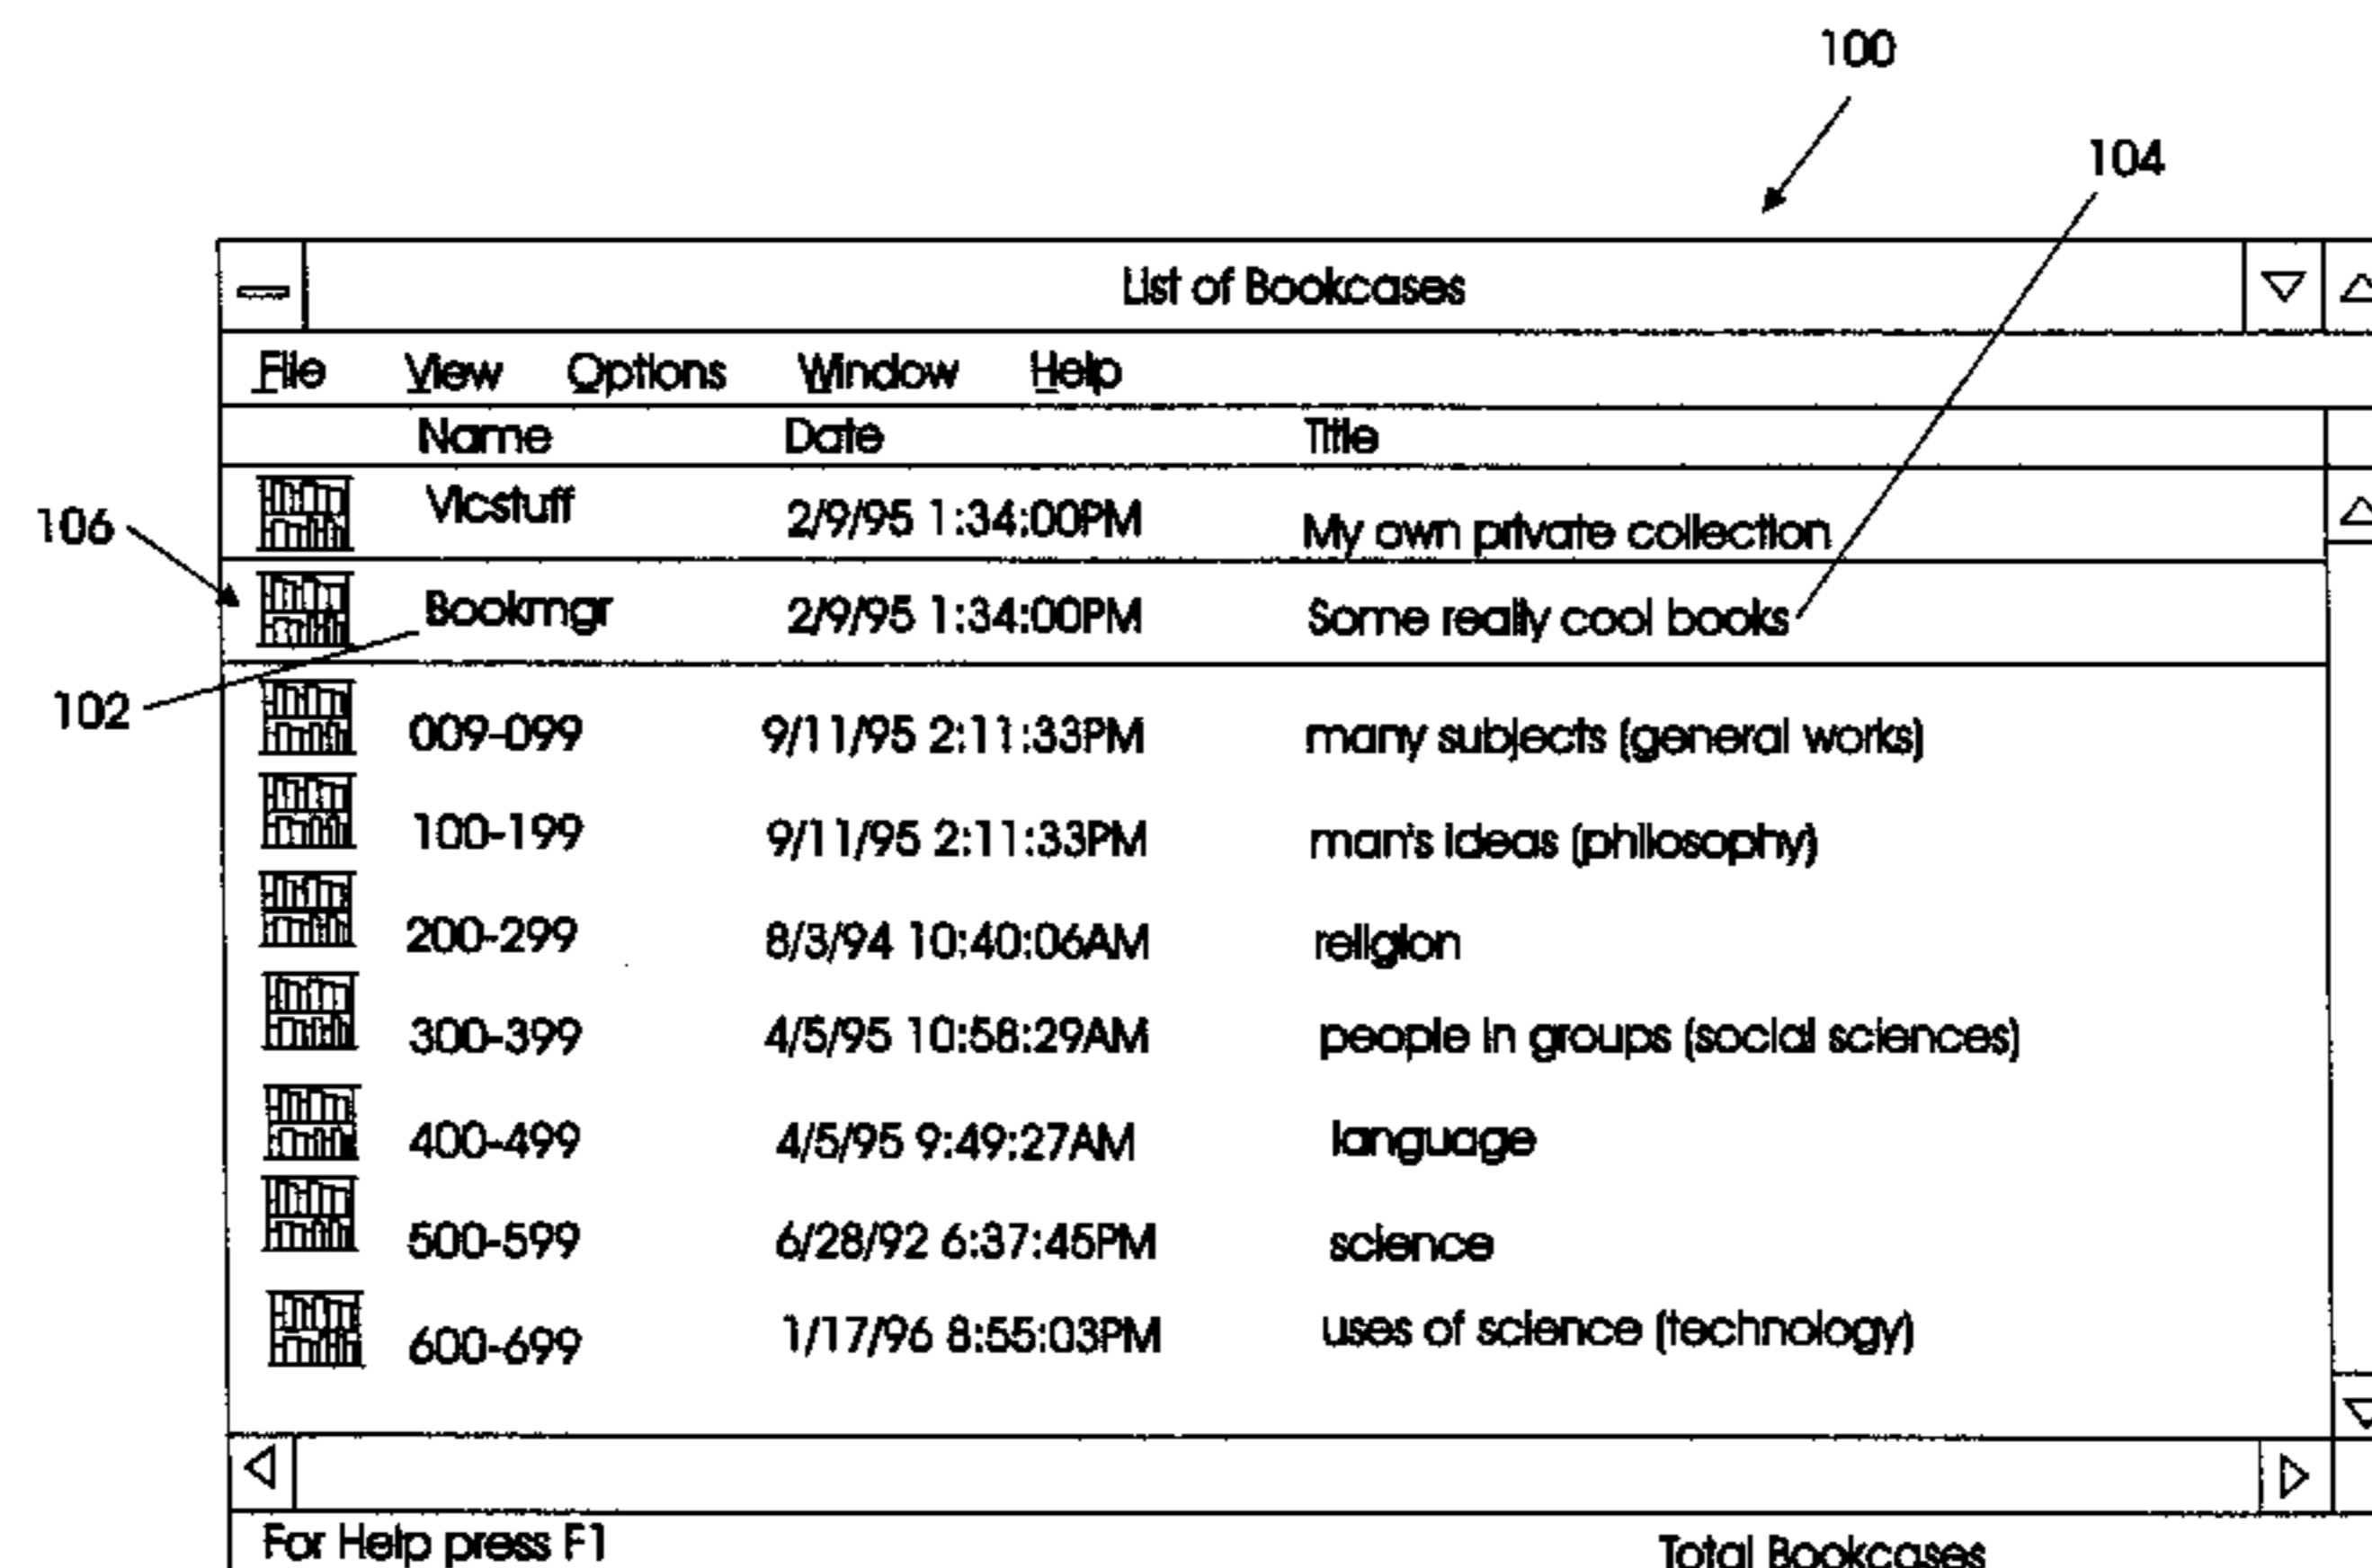 100
104
List of Bookcases
File View Options Window Help
Name Date Title
Vicstuff 2/9/95 1:34:00PM My own private collection
106
Bookmgr 2/9/95 1:34:00PM Some really cool books
102
009-099 9/11/95 2:11:33PM many subjects (general works)
100-199 9/11/95 2:11:33PM man's ideas (philosophy)
200-299 8/3/94 10:40:06AM religion
300-399 4/5/95 10:58:29AM people in groups (social sciences)
400-499 4/5/95 9:49:27AM language
500-599 6/28/92 6:37:45PM science
600-699 1/17/96 8:55:03PM uses of science (technology)
For Help press F1 Total Bookcases